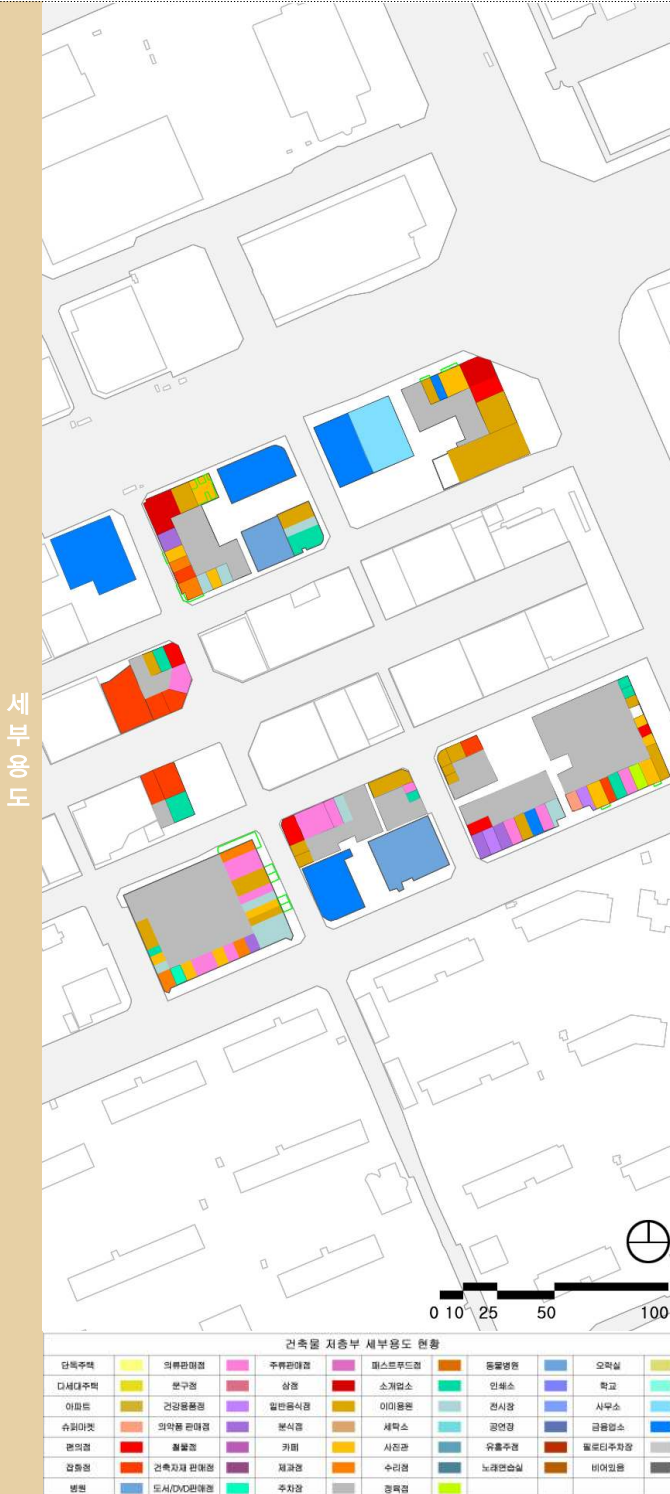 세부용도
0 10 25 50 100
건축물 저층부 세부용도 현황
단독주택 의류판매점 주류판매점 패스트푸드점 동물병원 오락실
다세대주택 문구점 상점 소개업소 인쇄소 학교
아파트 건강용품점 일반음식점 이미용원 전시장 사무소
슈퍼마켓 의약품 판매점 분식점 세탁소 공연장 금융업소
편의점 철물점 카페 사진관 유흥주점 필로티주차장
잡화점 건축자재 판매점 제과점 수리점 노래연습실 비어있음
병원 도서/DVD판매점 주차장 정육점